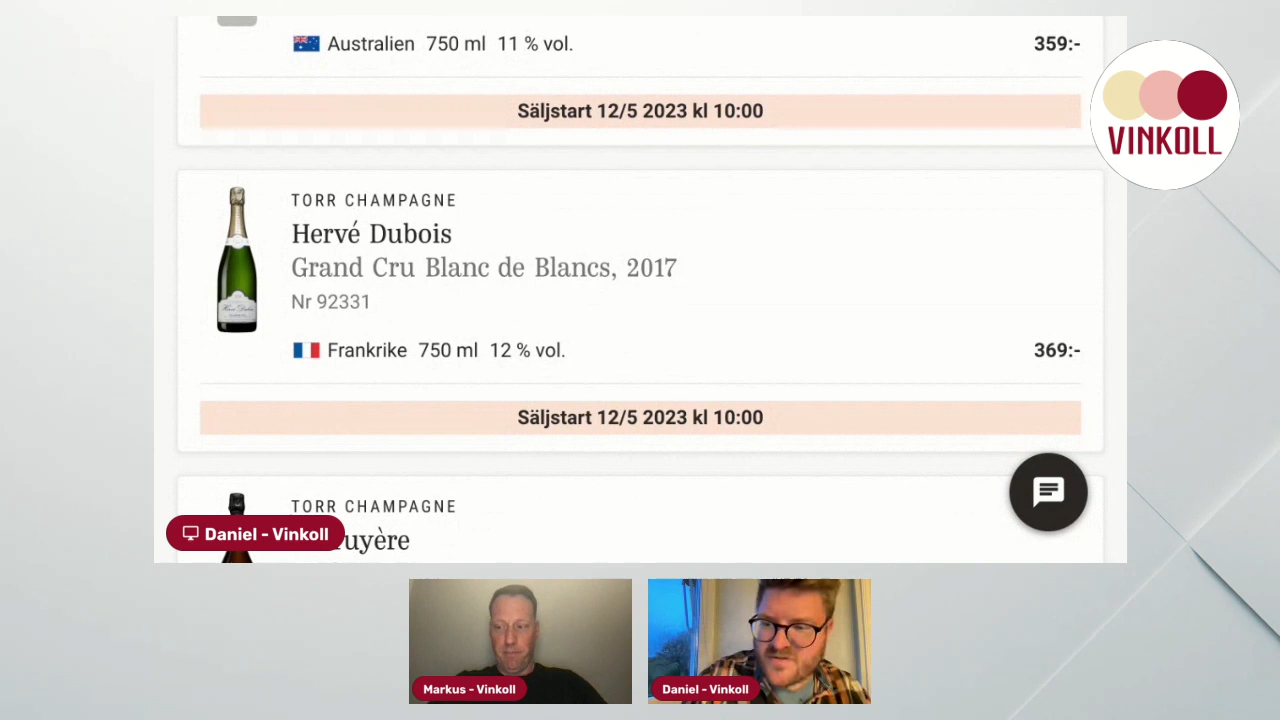 Australien 750 ml 11 % vol.
359:-
Säljstart 12/5 2023 kl 10:00
VINKOLL
TORR CHAMPAGNE
Hervé Dubois
Grand Cru Blanc de Blancs, 2017
Nr 92331
Frankrike 750 ml 12 % vol.
369:-
Säljstart 12/5 2023 kl 10:00
TORR CHAMPAGNE
Daniel - Vinkoll
Markus - Vinkoll
Daniel - Vinkoll